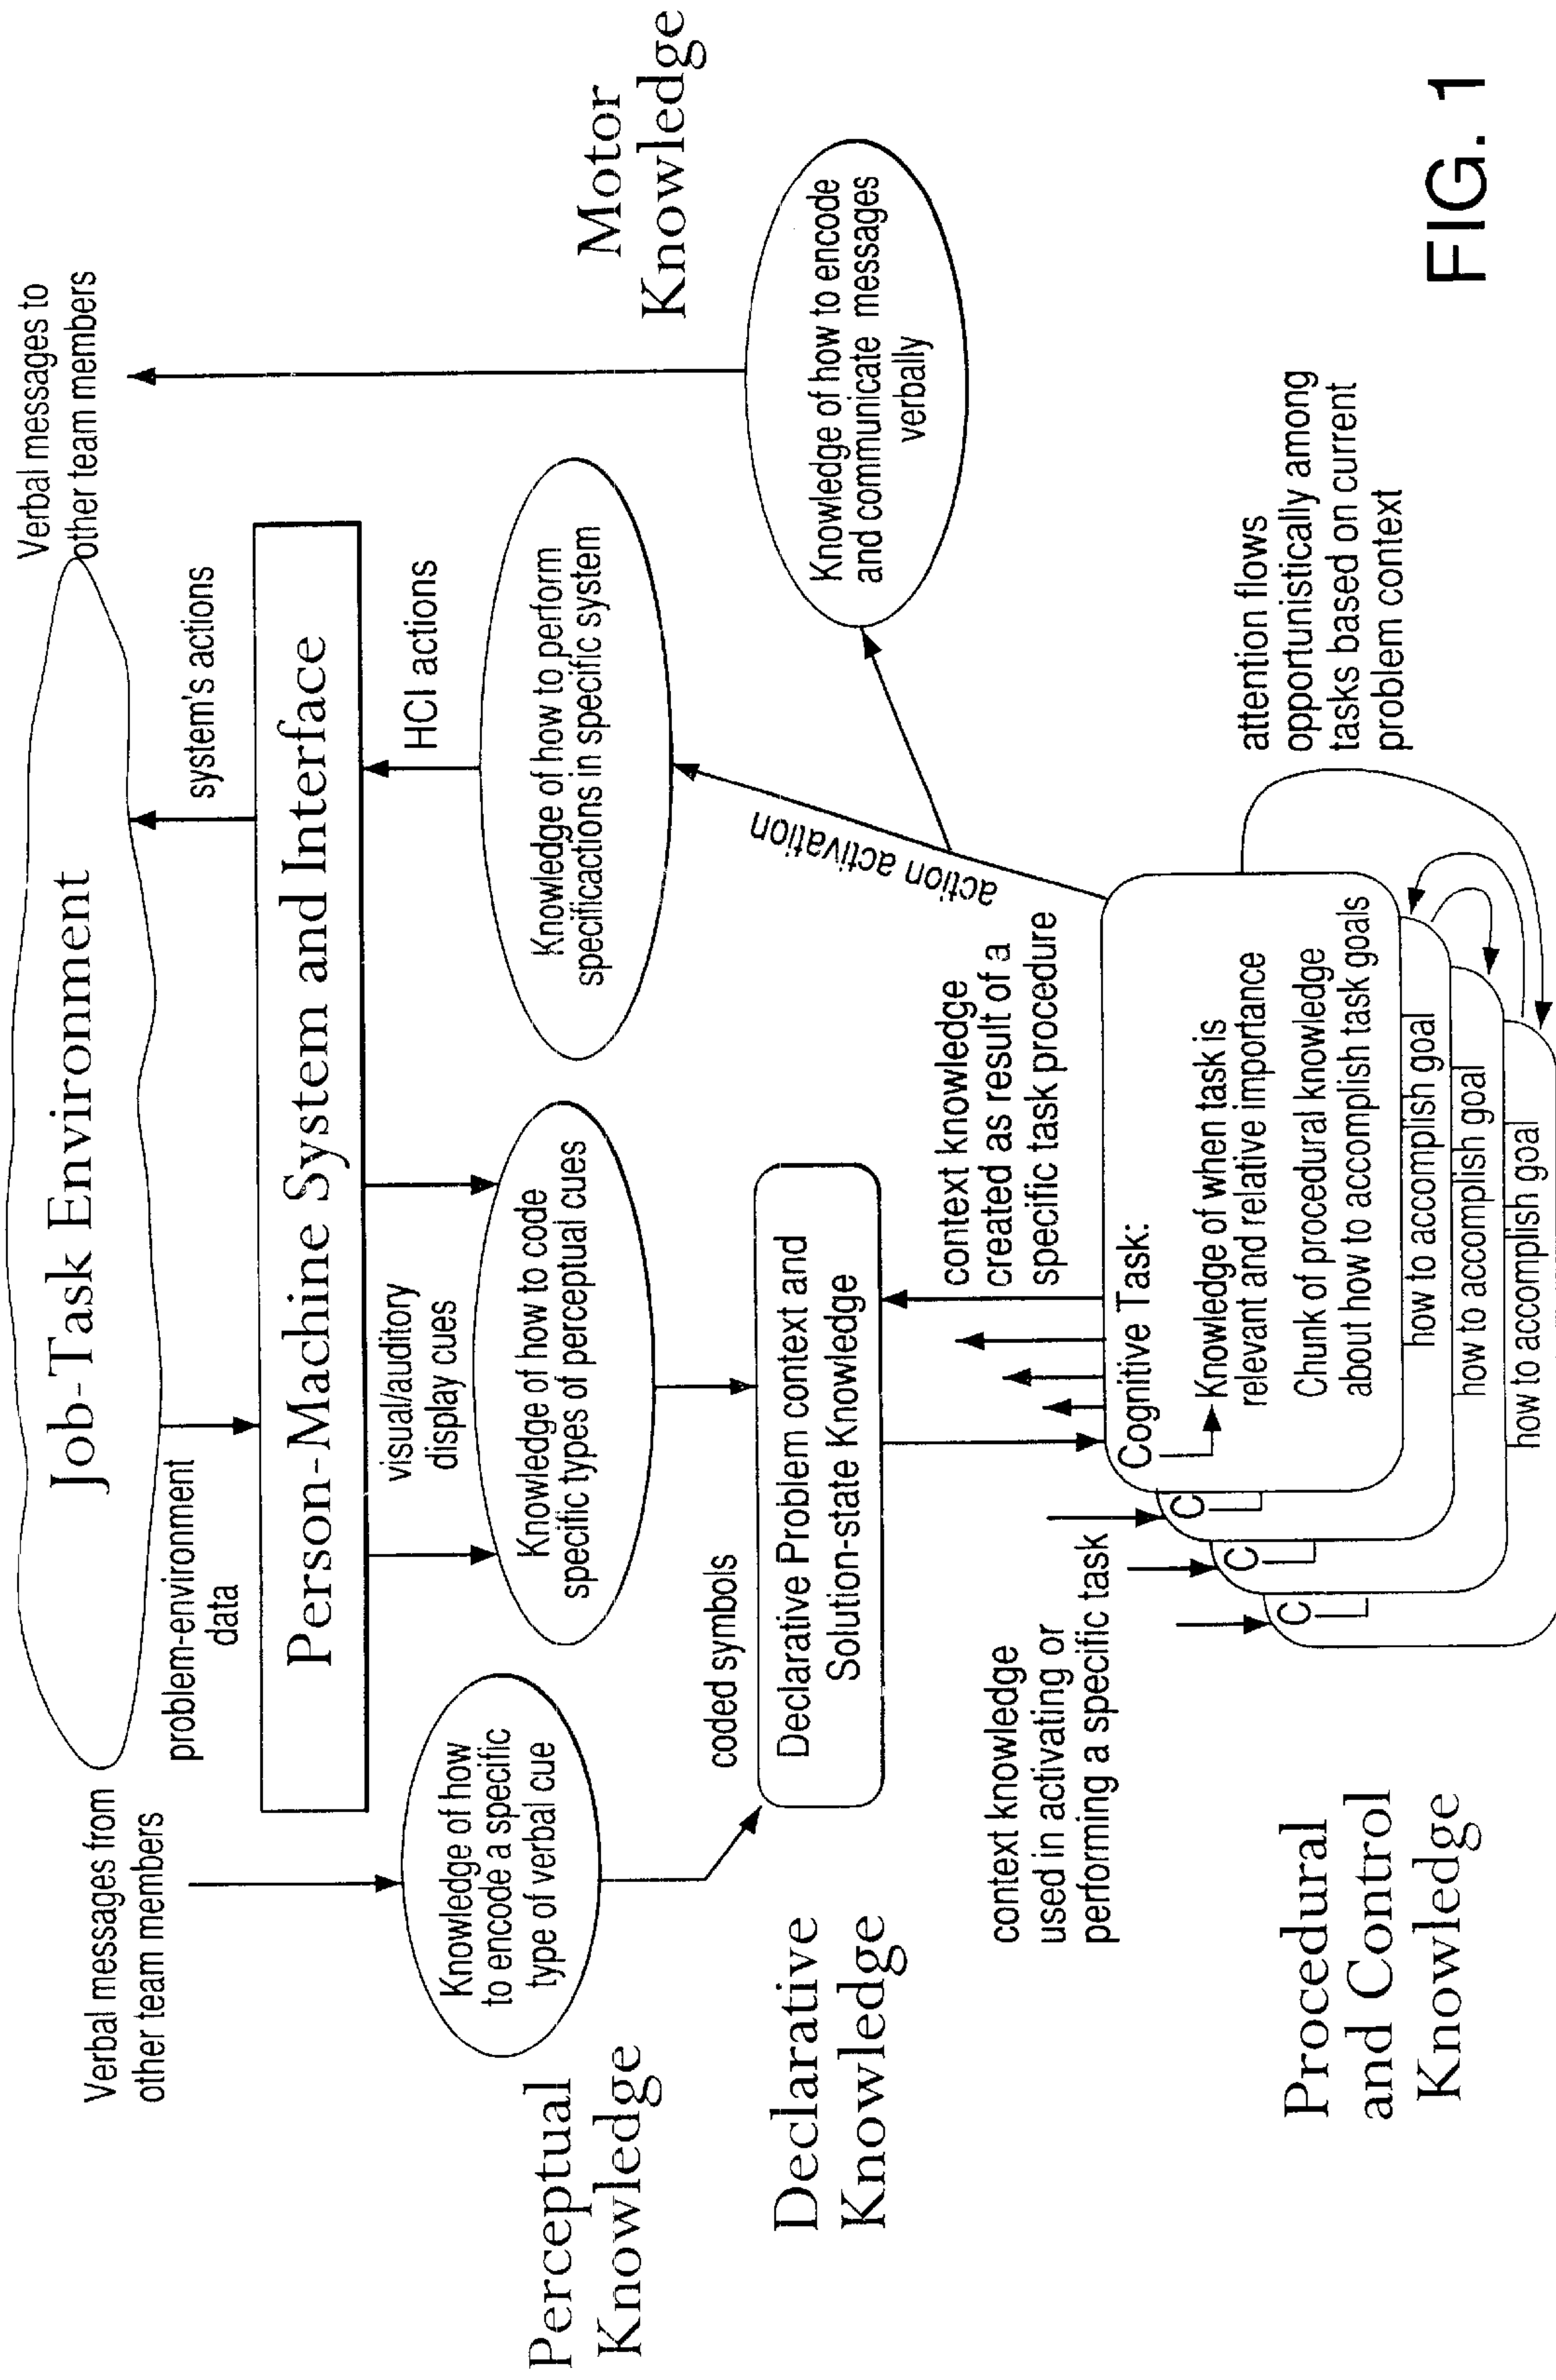 Verbal messages from
other team members
Job-Task Environment
Verbal messages to
other team members
problem-environment
data
system's actions
Person-Machine System and Interface
visual/auditory
display cues
HCI actions
Perceptual
Knowledge
Knowledge of how
to encode a specific
type of verbal cue
Knowledge of how to code
specific types of perceptual cues
Knowledge of how to perform
specificactions in specific system
Motor
Knowledge
Knowledge of how to encode
and communicate messages
verbally
coded symbols
Declarative
Knowledge
Declarative Problem context and
Solution-state Knowledge
action activation
context knowledge
created as result of a
specific task procedure
context knowledge
used in activating or
performing a specific task
Procedural
and Control
Knowledge
Cognitive Task:
Knowledge of when task is
relevant and relative importance
Chunk of procedural knowledge
about how to accomplish task goals
C
how to accomplish goal
C
how to accomplish goal
C
how to accomplish goal
attention flows
opportunistically among
tasks based on current
problem context
FIG. 1